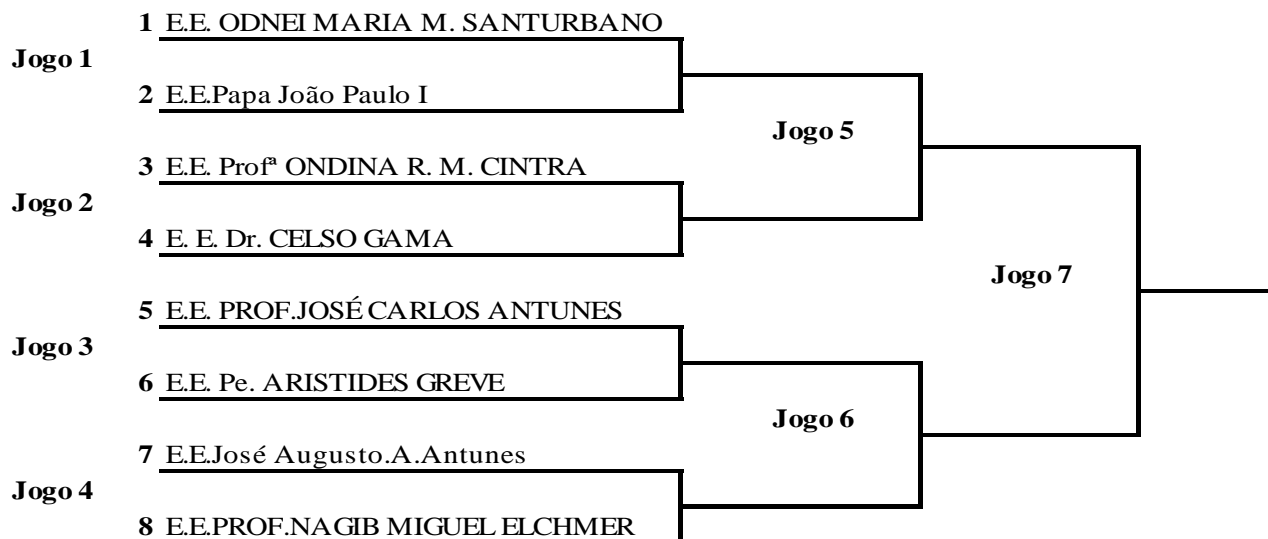 1 E.E. ODNEI MARIA M. SANTURBANO
Jogo 1
2 E.E.Papa João Paulo I
Jogo 5
3 E.E. Profª ONDINA R. M. CINTRA
Jogo 2
4 E. E. Dr. CELSO GAMA
Jogo 7
5 E.E. PROF.JOSÉ CARLOS ANTUNES
Jogo 3
6 E.E. Pe. ARISTIDES GREVE
Jogo 6
7 E.E.José Augusto.A.Antunes
Jogo 4
8 E.E.PROF.NAGIB MIGUEL ELCHMER